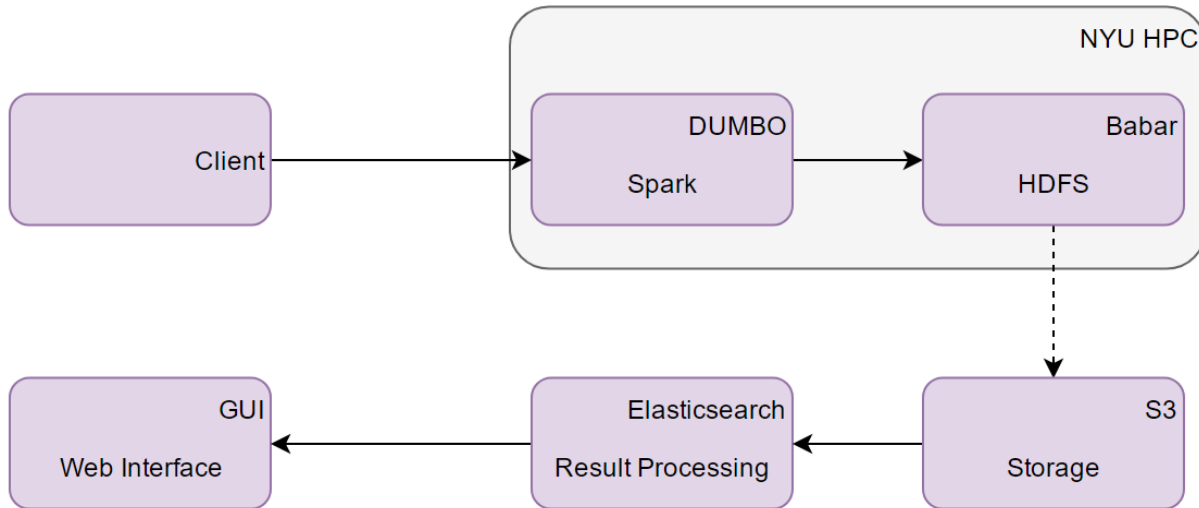 NYU HPC
Client
DUMBO
Spark
Babar
HDFS
GUI
Web Interface
Elasticsearch
Result Processing
S3
Storage